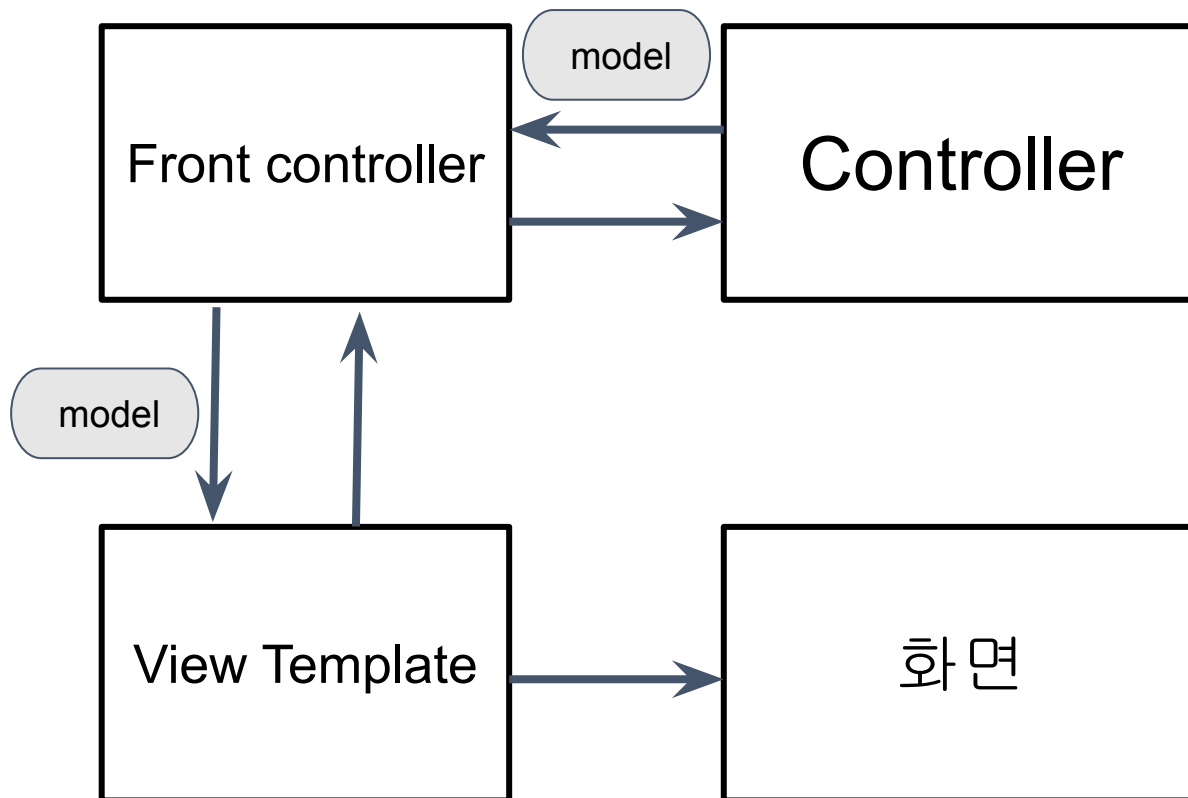 model
Front controller
Controller
model
View Template
화면